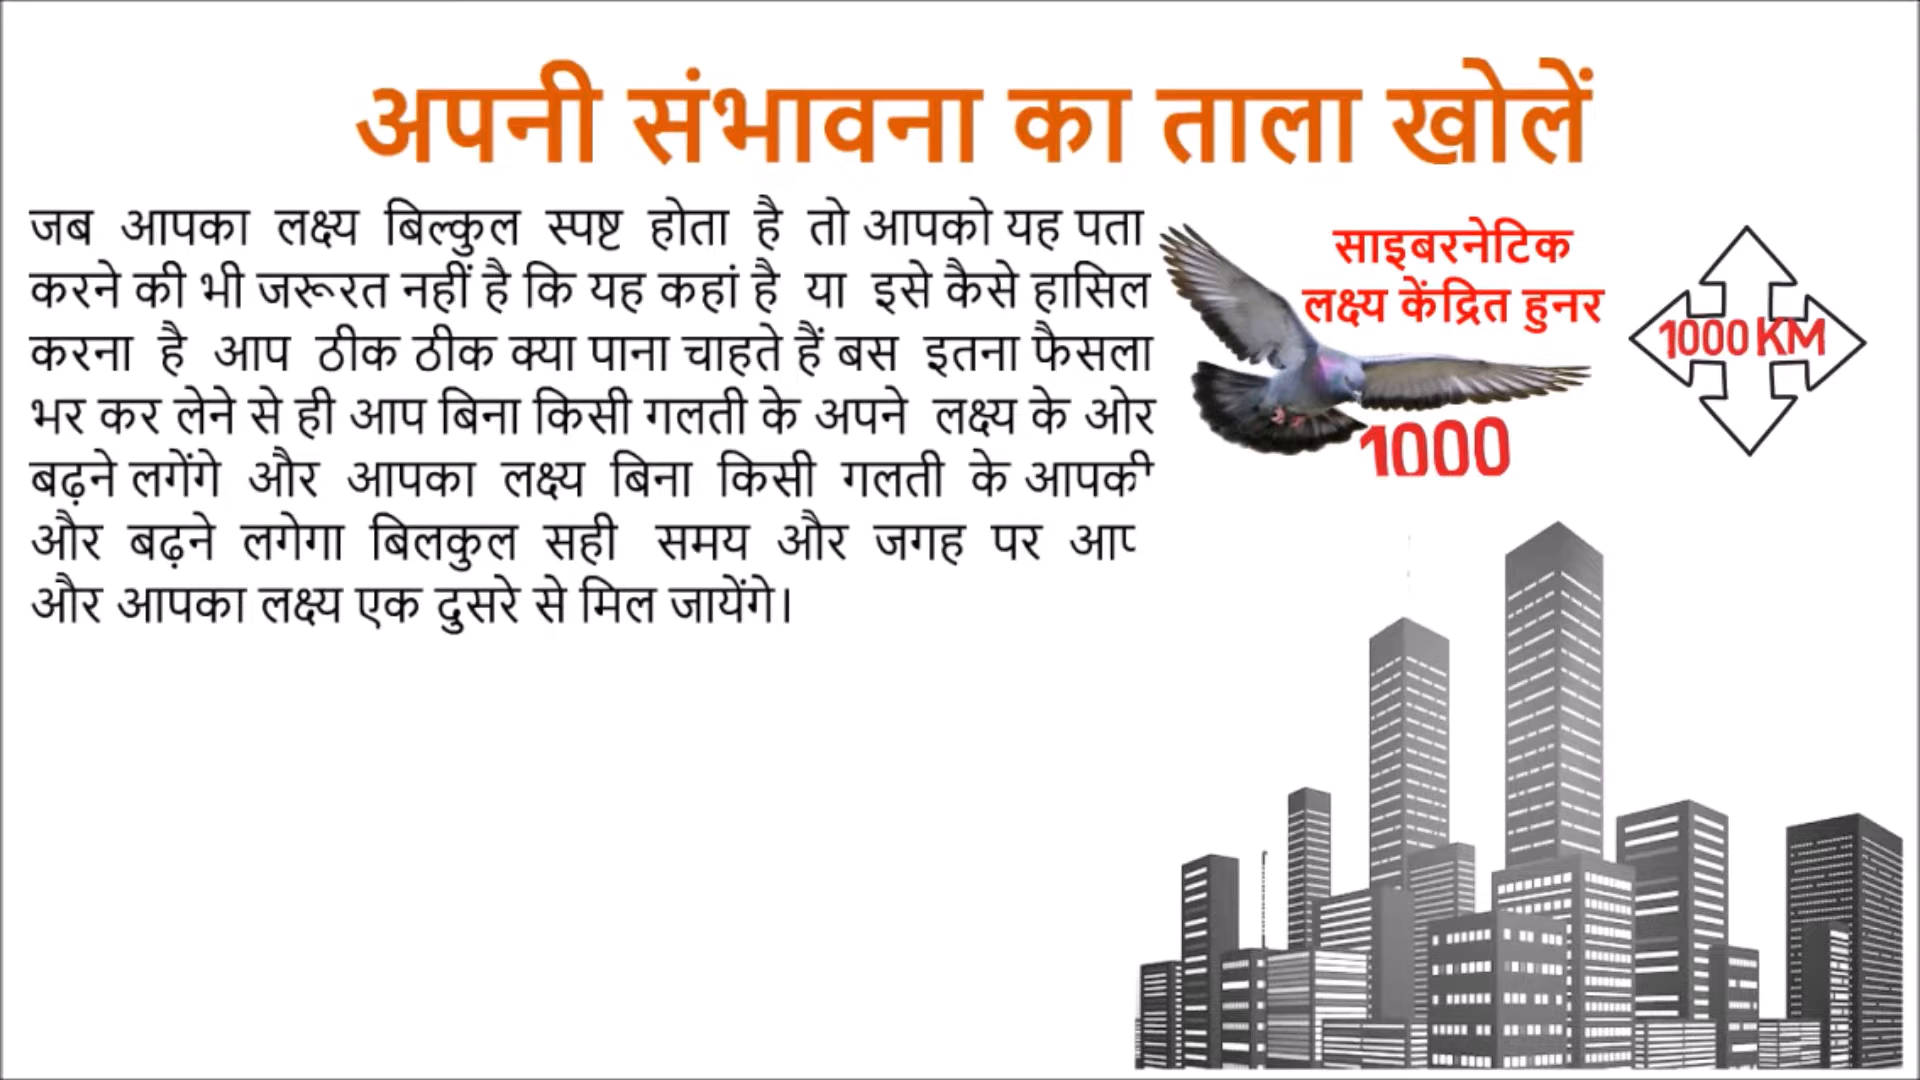 अपनी संभावना का ताला खोलें
जब आपका लक्ष्य बिल्कुल स्पष्ट होता है तो आपको यह पता
करने की भी जरूरत नहीं है कि यह कहां है या इसे कैसे हासिल
करना है आप ठीक ठीक क्या पाना चाहते हैं बस इतना फैसला
भर कर लेने से ही आप बिना किसी गलती के अपने लक्ष्य के ओर
बढ़ने लगेंगे और आपका लक्ष्य बिना किसी गलती के आपकी
और बढ़ने लगेगा बिलकुल सही समय और जगह पर आप
और आपका लक्ष्य एक दुसरे से मिल जायेंगे।
साइबरनेटिक
लक्ष्य केंद्रित हुनर
1000
1000 KM